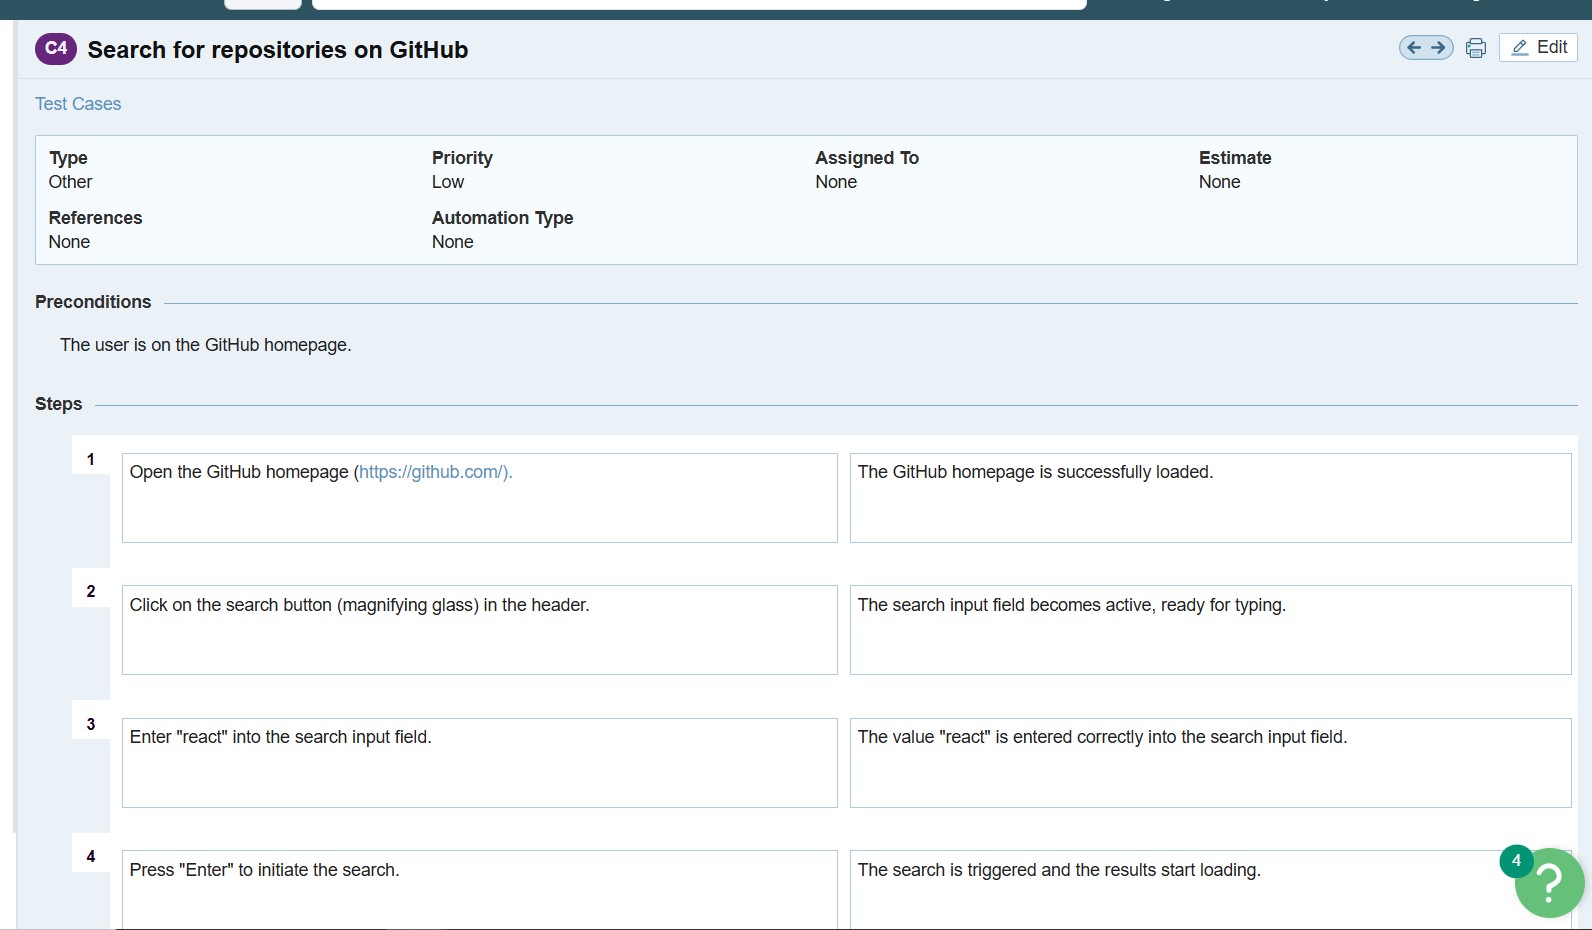 C4 Search for repositories on GitHub
Edit
Test Cases
Type Priority Assigned To Estimate
Other Low None None
References Automation Type
None None
Preconditions
The user is on the GitHub homepage.
Steps
1
Open the GitHub homepage (https://github.com/). The GitHub homepage is successfully loaded.
2
Click on the search button (magnifying glass) in the header. The search input field becomes active, ready for typing.
3
Enter "react" into the search input field. The value "react" is entered correctly into the search input field.
4
Press "Enter" to initiate the search. The search is triggered and the results start loading.
4
?